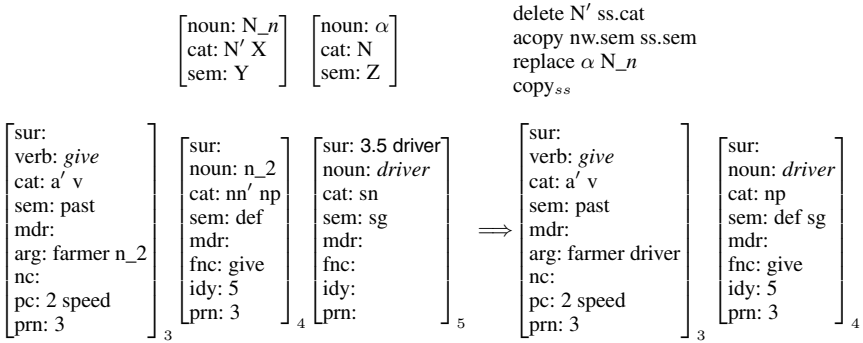 noun: N_n
cat: N′ X
sem: Y
noun: α
cat: N
sem: Z
delete N′ ss.cat
acopy nw.sem ss.sem
replace α N_n
copyss
sur:
verb: give
cat: a′ v
sem: past
mdr:
arg: farmer n_2
nc:
pc: 2 speed
prn: 3
3
sur:
noun: n_2
cat: nn′ np
sem: def
mdr:
fnc: give
idy: 5
prn: 3
4
sur: 3.5 driver
noun: driver
cat: sn
sem: sg
mdr:
fnc:
idy:
prn:
5
⟹
sur:
verb: give
cat: a′ v
sem: past
mdr:
arg: farmer driver
nc:
pc: 2 speed
prn: 3
3
sur:
noun: driver
cat: np
sem: def sg
mdr:
fnc: give
idy: 5
prn: 3
4